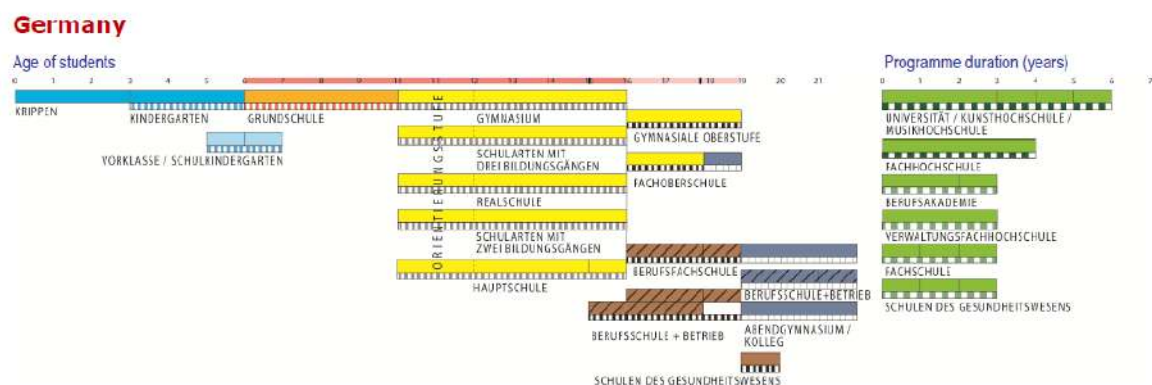 Germany
Age of students
Programme duration (years)
0 1 2 3 4 5 6 7 8 9 10 11 12 13 14 15 16 17 18 19 20 21
0 1 2 3 4 5 6 7
KRIPPEN
KINDERGARTEN
GRUNDSCHULE
VORKLASSE / SCHULKINDERGARTEN
ORIENTIERUNGSSTUFE
GYMNASIUM
SCHULARTEN MIT
DREI BILDUNGSGÄNGEN
REALSCHULE
SCHULARTEN MIT
ZWEI BILDUNGSGÄNGEN
HAUPTSCHULE
GYMNASIALE OBERSTUFE
FACHOBERSCHULE
BERUFSFACHSCHULE
BERUFSSCHULE+BETRIEB
BERUFSSCHULE + BETRIEB
ABENDGYMNASIUM /
KOLLEG
SCHULEN DES GESUNDHEITSWESENS
UNIVERSITÄT / KUNSTHOCHSCHULE /
MUSIKHOCHSCHULE
FACHHOCHSCHULE
BERUFSAKADEMIE
VERWALTUNGSFACHHOCHSCHULE
FACHSCHULE
SCHULEN DES GESUNDHEITSWESENS